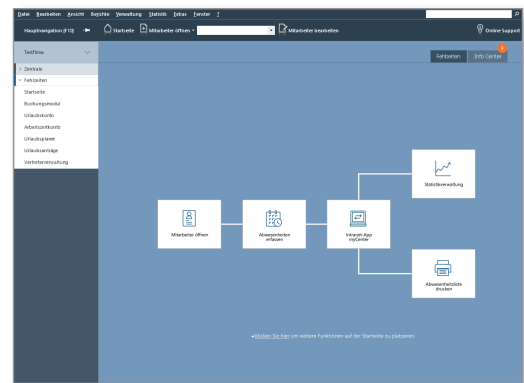 Datei Bearbeiten Ansicht Berichte Verwaltung Statistik Extras Fenster ?
Hauptnavigation [F12] Startseite Mitarbeiter öffnen Mitarbeiter bearbeiten Online Support
Testfirma
4
Fehlzeiten Info Center
Zentrale
Fehlzeiten
Startseite
Buchungsmodul
Urlaubskonto
Arbeitszeitkonto
Urlaubsplaner
Urlaubsanträge
Vertreterverwaltung
Statistikverwaltung
Mitarbeiter öffnen
Abwesenheiten
erfassen
Intranet-App
myCenter
Abwesenheitsliste
drucken
Klicken Sie hier um weitere Funktionen auf der Startseite zu platzieren.